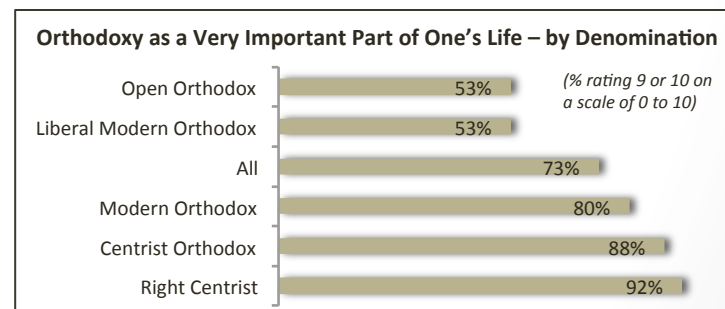 Orthodoxy as a Very Important Part of One's Life – by Denomination
(% rating 9 or 10 on
a scale of 0 to 10)
Open Orthodox 53%
Liberal Modern Orthodox 53%
All 73%
Modern Orthodox 80%
Centrist Orthodox 88%
Right Centrist 92%